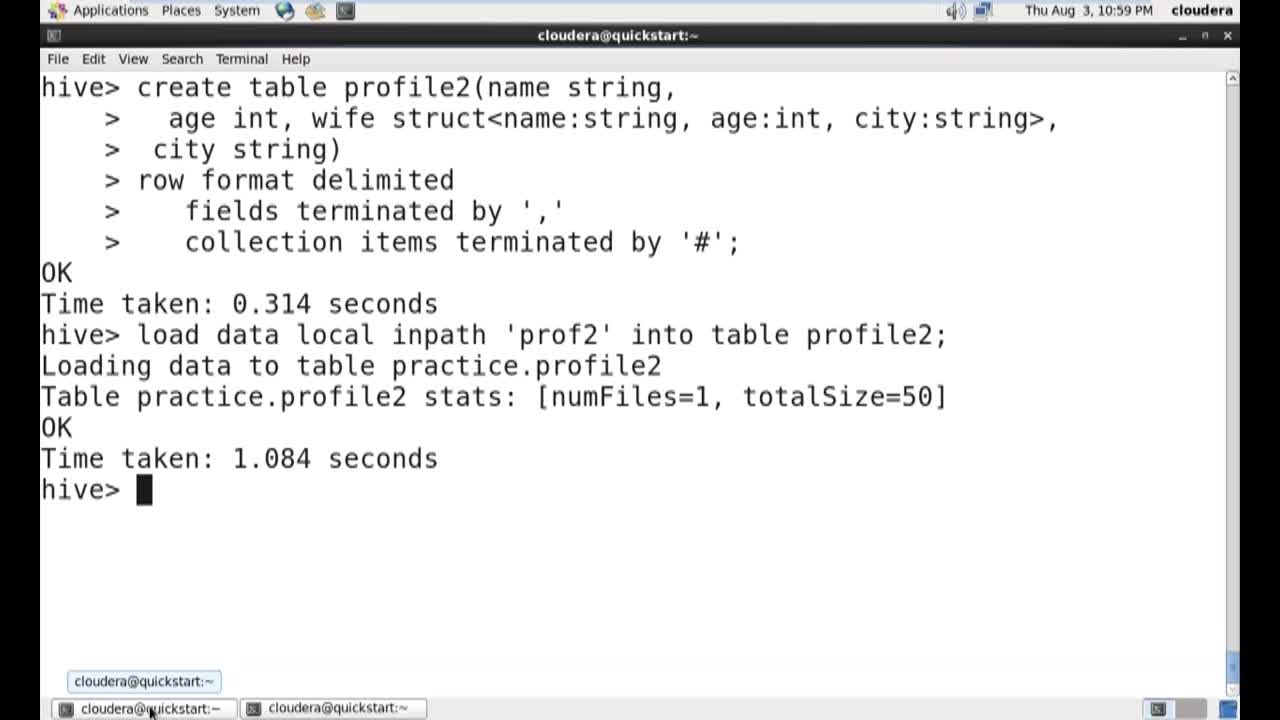 Applications Places System Thu Aug 3, 10:59 PM cloudera
cloudera@quickstart:~
File Edit View Search Terminal Help
hive> create table profile2(name string,
    >   age int, wife struct<name:string, age:int, city:string>,
    >  city string)
    > row format delimited
    >    fields terminated by ','
    >    collection items terminated by '#';
OK
Time taken: 0.314 seconds
hive> load data local inpath 'prof2' into table profile2;
Loading data to table practice.profile2
Table practice.profile2 stats: [numFiles=1, totalSize=50]
OK
Time taken: 1.084 seconds
hive>
cloudera@quickstart:~
cloudera@quickstart:~ cloudera@quickstart:~